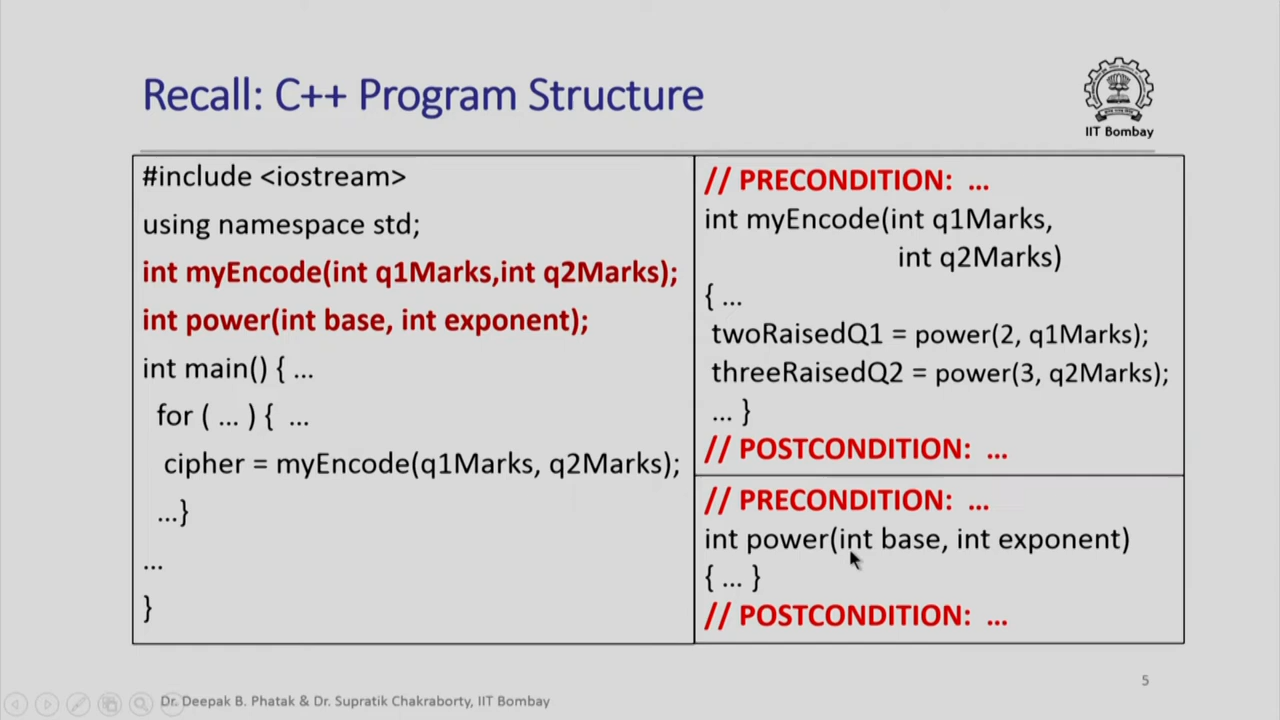 Recall: C++ Program Structure
IIT Bombay
#include <iostream>
using namespace std;
int myEncode(int q1Marks,int q2Marks);
int power(int base, int exponent);
int main() { ...
for ( ... ) { ...
cipher = myEncode(q1Marks, q2Marks);
...}
...
}
// PRECONDITION: ...
int myEncode(int q1Marks,
int q2Marks)
{ ...
twoRaisedQ1 = power(2, q1Marks);
threeRaisedQ2 = power(3, q2Marks);
... }
// POSTCONDITION: ...
// PRECONDITION: ...
int power(int base, int exponent)
{ ... }
// POSTCONDITION: ...
5
Dr. Deepak B. Phatak & Dr. Supratik Chakraborty, IIT Bombay